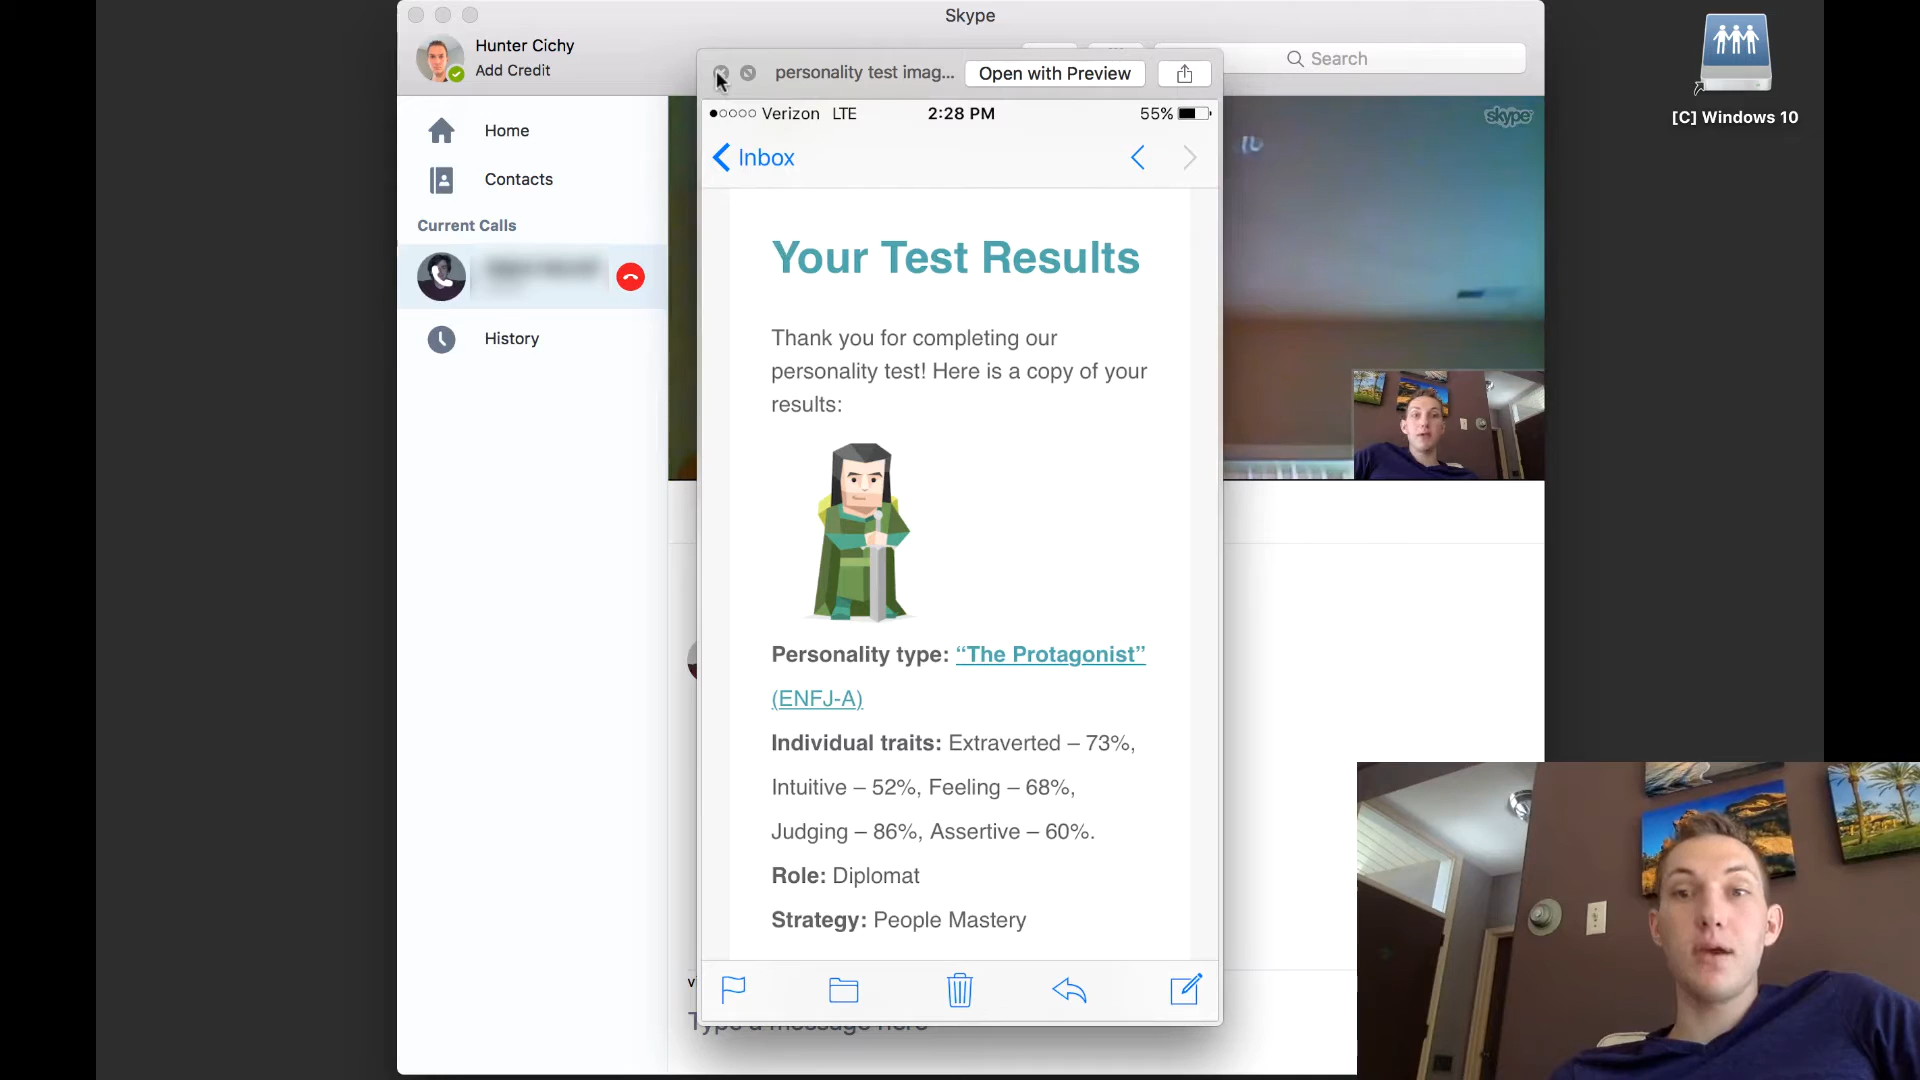 Skype
Hunter Cichy
Add Credit
personality test imag...
Open with Preview
Search
[C] Windows 10
Home
Contacts
Current Calls
History
skype
Verizon LTE
2:28 PM
55%
Inbox
Your Test Results
Thank you for completing our
personality test! Here is a copy of your
results:
Personality type: “The Protagonist”
(ENFJ-A)
Individual traits: Extraverted – 73%,
Intuitive – 52%, Feeling – 68%,
Judging – 86%, Assertive – 60%.
Role: Diplomat
Strategy: People Mastery
Type a message here